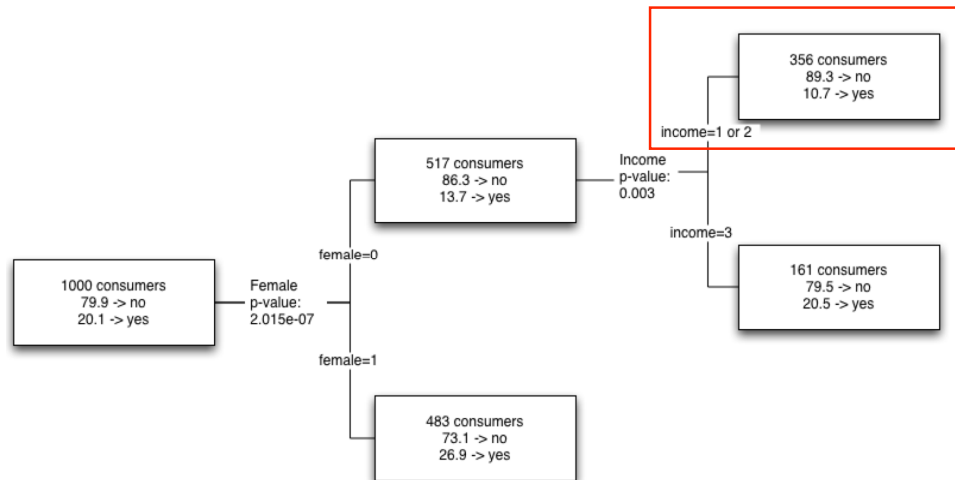 356 consumers
89.3 -> no
10.7 -> yes
income=1 or 2
517 consumers
86.3 -> no
13.7 -> yes
Income
p-value:
0.003
income=3
161 consumers
79.5 -> no
20.5 -> yes
female=0
1000 consumers
79.9 -> no
20.1 -> yes
Female
p-value:
2.015e-07
female=1
483 consumers
73.1 -> no
26.9 -> yes